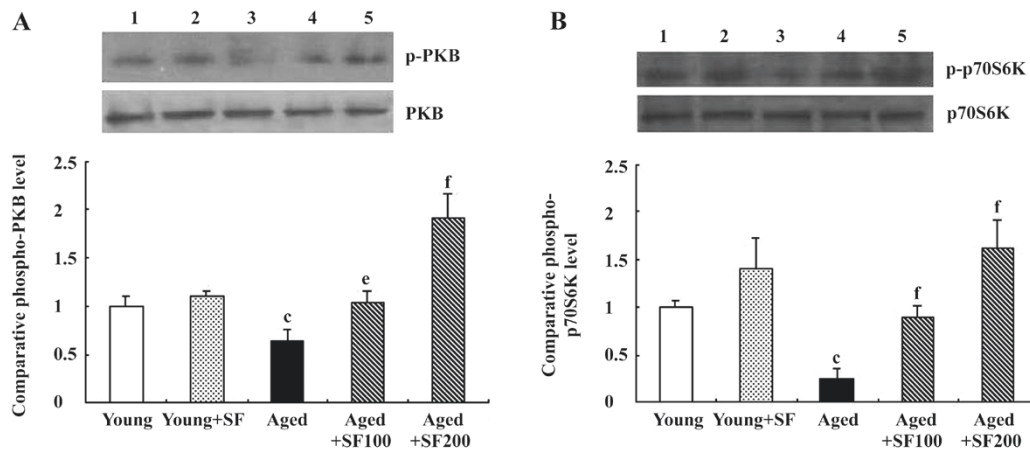 A
1 2 3 4 5
p-PKB
PKB
Comparative phospho-PKB level
2.5
2
1.5
1
0.5
0
c
e
f
Young Young+SF Aged Aged +SF100 Aged +SF200
B
1 2 3 4 5
p-p70S6K
p70S6K
Comparative phospho-
p70S6K level
2.5
2
1.5
1
0.5
0
c
f
f
Young Young+SF Aged Aged +SF100 Aged +SF200